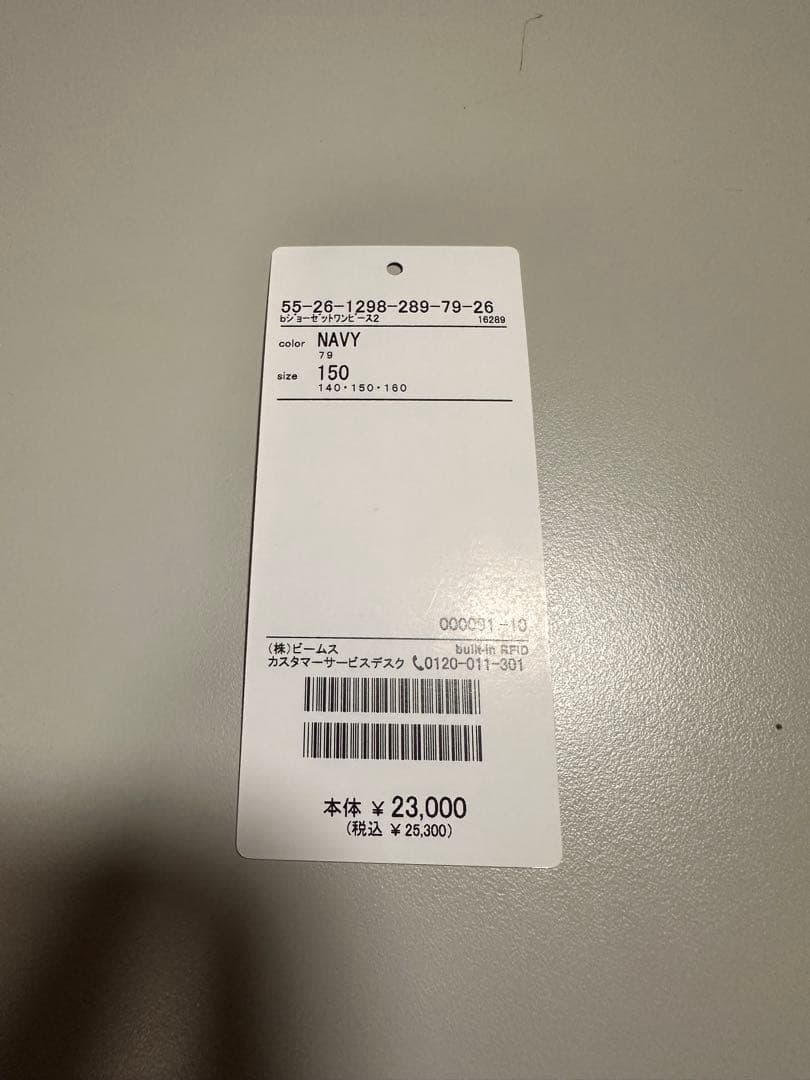 55-26-1298-289-79-26
bジョーゼットワンピース2 16289
color NAVY
79
size 150
140・150・160
000091-10
(株)ビームス built-in RFID
カスタマーサービスデスク 0120-011-301
本体 ¥23,000
(税込 ¥25,300)